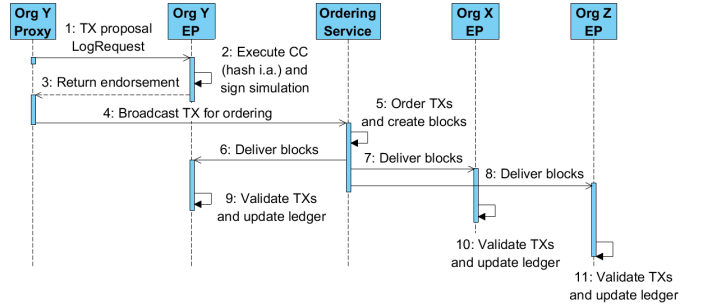 Org Y
Proxy
Org Y
EP
Ordering
Service
Org X
EP
Org Z
EP
1: TX proposal
LogRequest
2: Execute CC
(hash i.a.) and
sign simulation
3: Return endorsement
4: Broadcast TX for ordering
5: Order TXs
and create blocks
6: Deliver blocks
7: Deliver blocks
8: Deliver blocks
9: Validate TXs
and update ledger
10: Validate TXs
and update ledger
11: Validate TXs
and update ledger